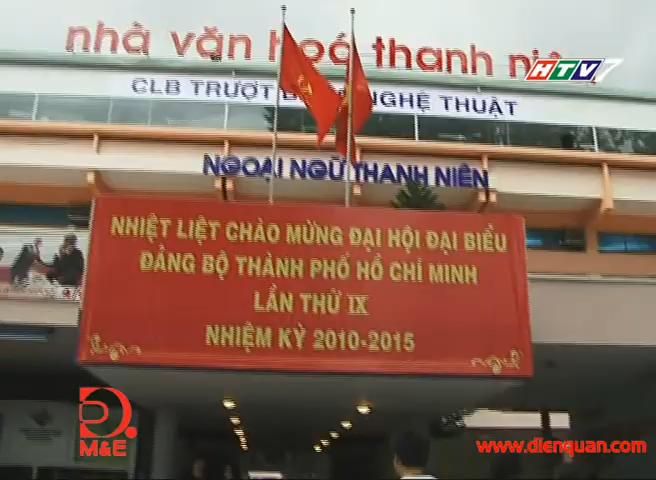 nhà văn hoá thanh niên
HTV7
CLB TRƯỢT BĂNG NGHỆ THUẬT
NGOẠI NGỮ THANH NIÊN
NHIỆT LIỆT CHÀO MỪNG ĐẠI HỘI ĐẠI BIỂU
ĐẢNG BỘ THÀNH PHỐ HỒ CHÍ MINH
LẦN THỨ IX
NHIỆM KỲ 2010-2015
M&E
www.dienquan.com